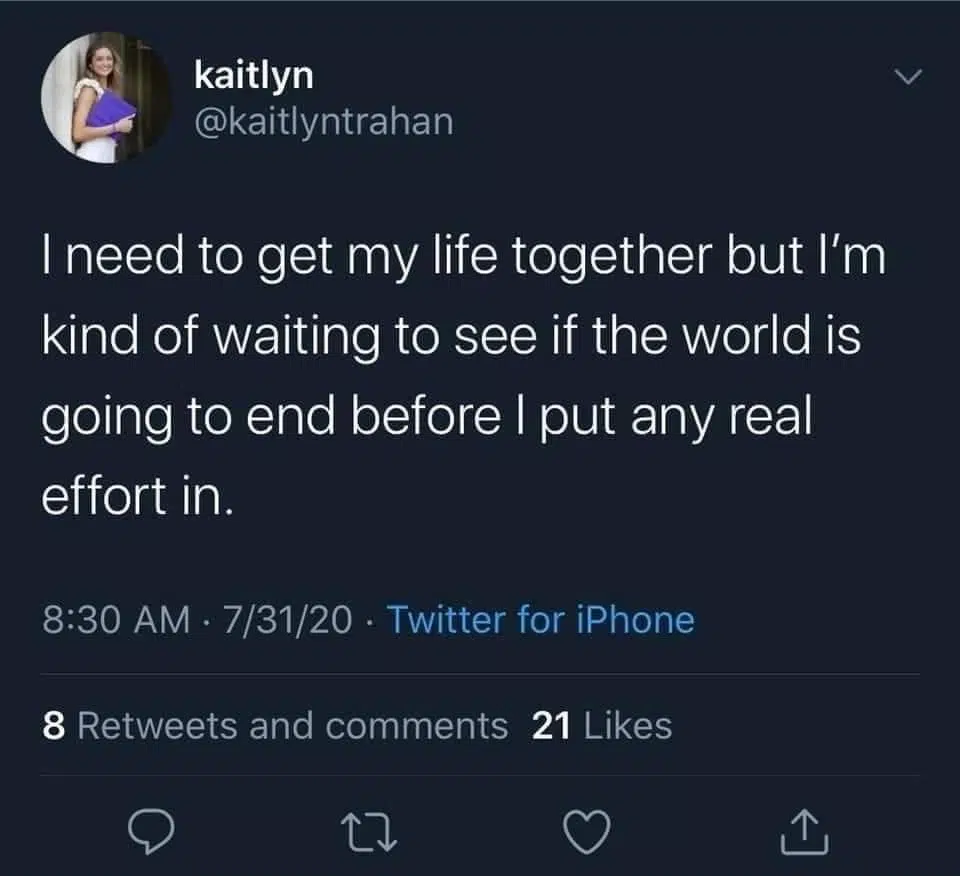 kaitlyn
@kaitlyntrahan
I need to get my life together but I’m
kind of waiting to see if the world is
going to end before I put any real
effort in.
8:30 AM · 7/31/20 · Twitter for iPhone
8 Retweets and comments 21 Likes